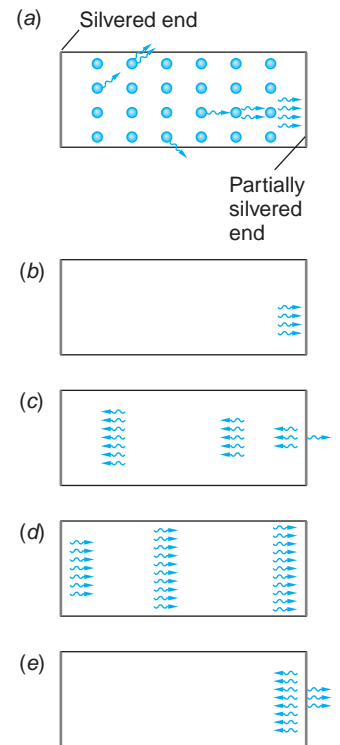 (a)
Silvered end
Partially
silvered
end
(b)
(c)
(d)
(e)